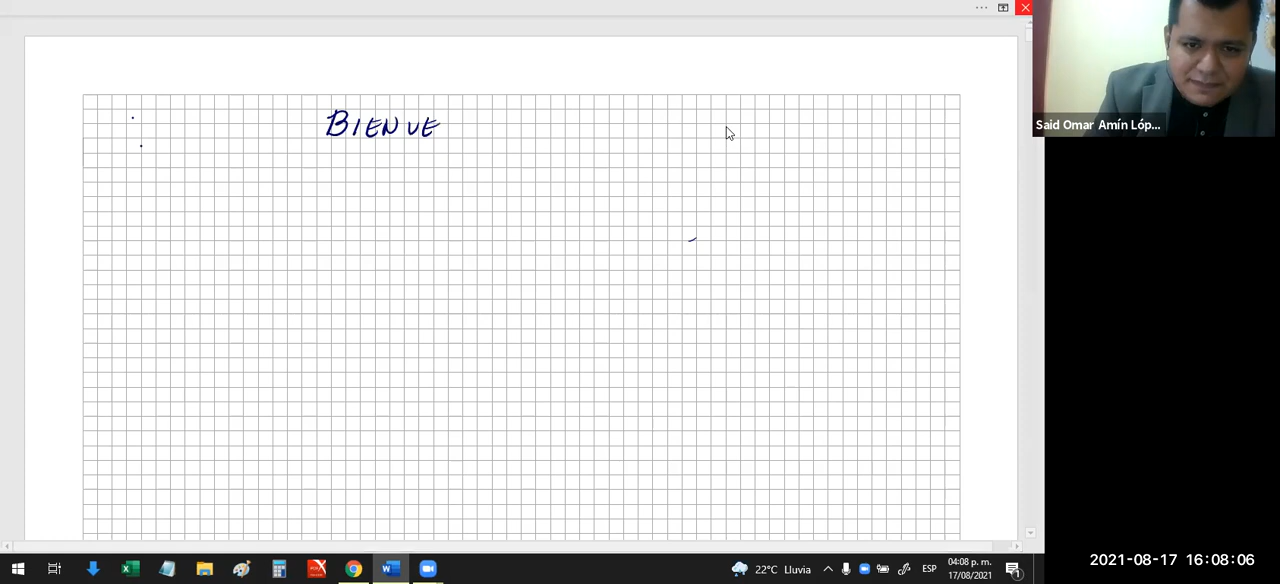 BIENVE
Said Omar Amín Lóp...
22°C Lluvia
ESP
04:08 p. m.
17/08/2021
1
2021-08-17 16:08:06